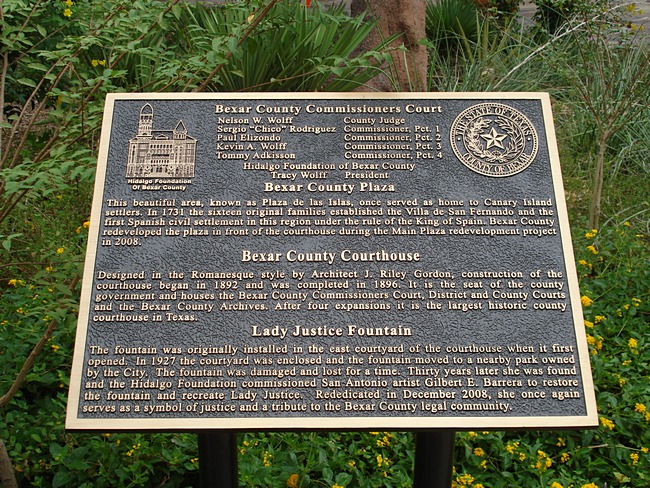 Bexar County Commissioners Court
Nelson W. Wolff County Judge
Sergio "Chico" Rodriguez Commissioner, Pct. 1
Paul Elizondo Commissioner, Pct. 2
Kevin A. Wolff Commissioner, Pct. 3
Tommy Adkisson Commissioner, Pct. 4
Hidalgo Foundation of Bexar County
Tracy Wolff President
Hidalgo Foundation
Of Bexar County
THE STATE OF TEXAS
COUNTY OF BEXAR
Bexar County Plaza
This beautiful area, known as Plaza de las Islas, once served as home to Canary Island
settlers. In 1731 the sixteen original families established the Villa de San Fernando and the
first Spanish civil settlement in this region under the rule of the King of Spain. Bexar County
redeveloped the plaza in front of the courthouse during the Main Plaza redevelopment project
in 2008.
Bexar County Courthouse
Designed in the Romanesque style by Architect J. Riley Gordon, construction of the
courthouse began in 1892 and was completed in 1896. It is the seat of the county
government and houses the Bexar County Commissioners Court, District and County Courts
and the Bexar County Archives. After four expansions it is the largest historic county
courthouse in Texas.
Lady Justice Fountain
The fountain was originally installed in the east courtyard of the courthouse when it first
opened. In 1927 the courtyard was enclosed and the fountain moved to a nearby park owned
by the City. The fountain was damaged and lost for a time. Thirty years later she was found
and the Hidalgo Foundation commissioned San Antonio artist Gilbert E. Barrera to restore
the fountain and recreate Lady Justice. Rededicated in December 2008, she once again
serves as a symbol of justice and a tribute to the Bexar County legal community.